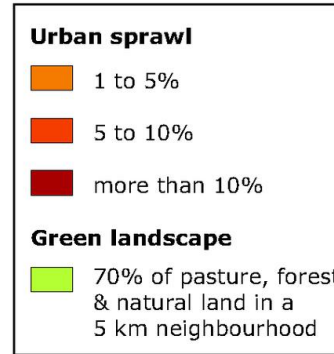 Urban sprawl
1 to 5%
5 to 10%
more than 10%
Green landscape
70% of pasture, forest
& natural land in a
5 km neighbourhood